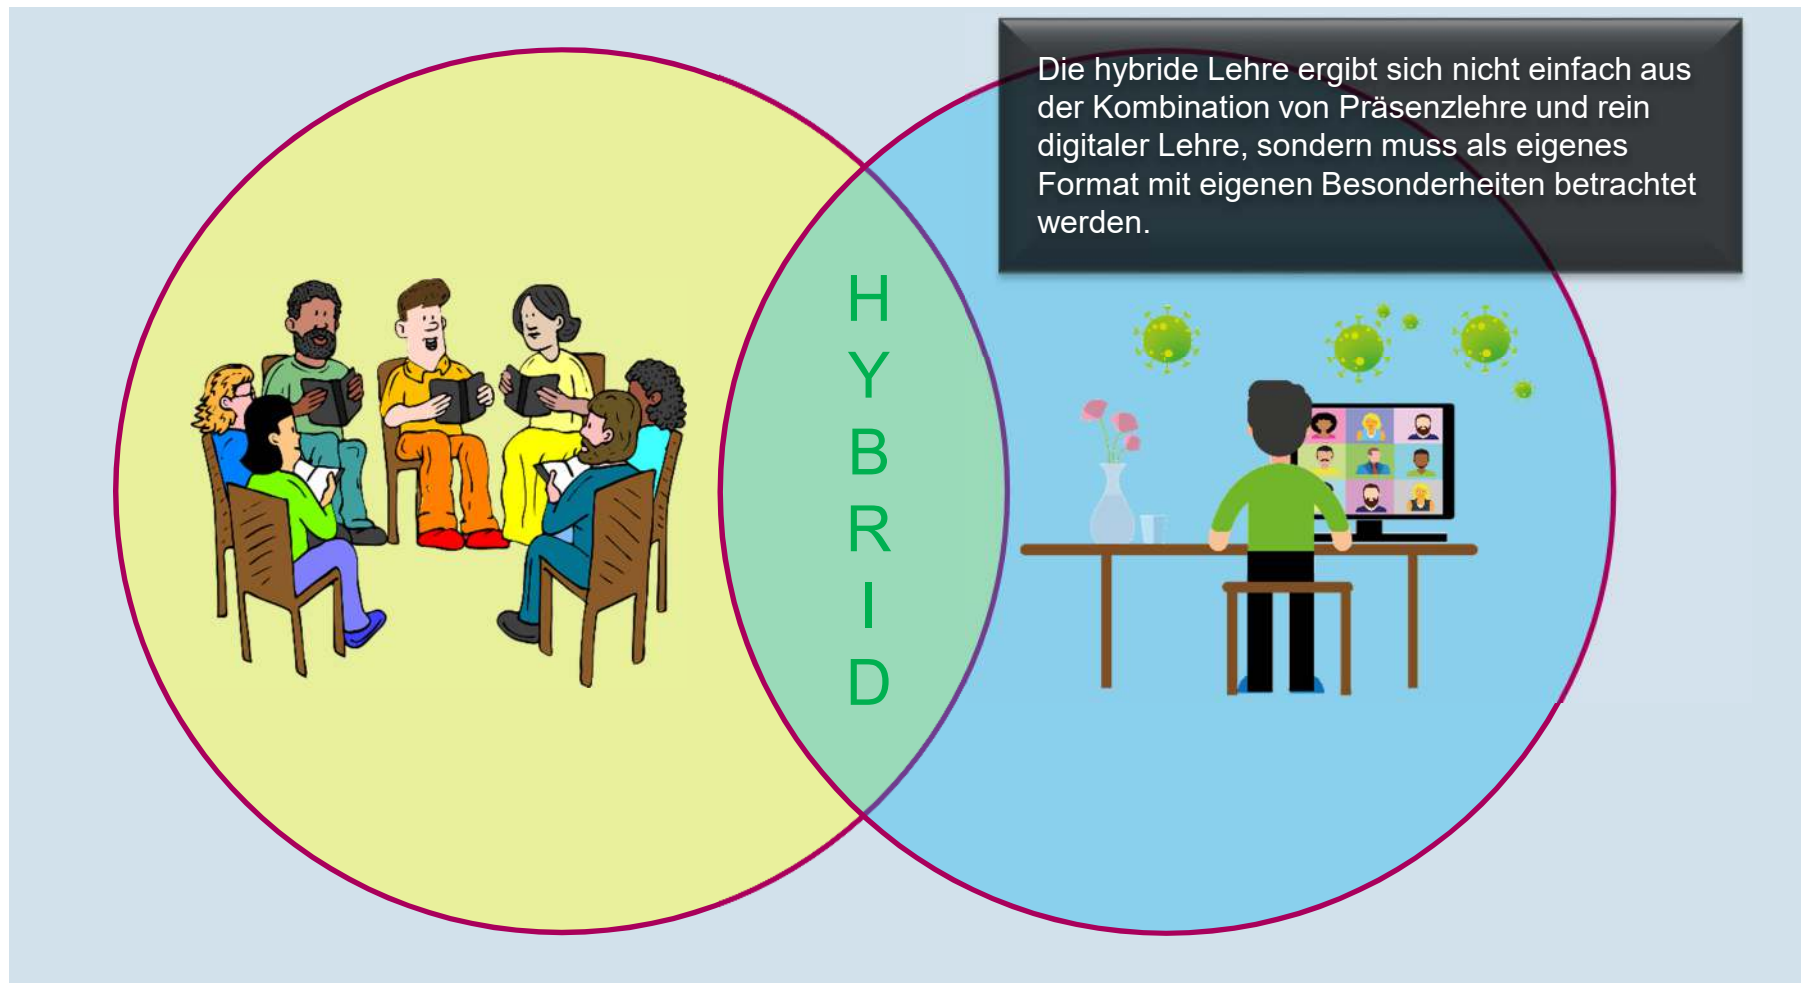 Die hybride Lehre ergibt sich nicht einfach aus
der Kombination von Präsenzlehre und rein
digitaler Lehre, sondern muss als eigenes
Format mit eigenen Besonderheiten betrachtet
werden.
H
Y
B
R
I
D